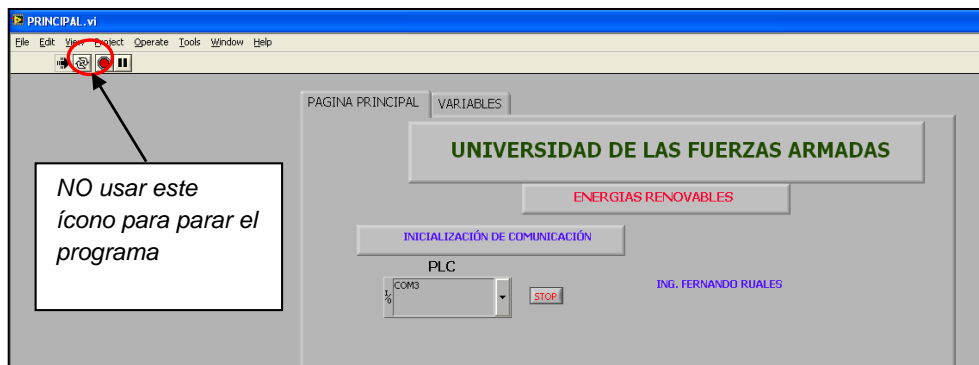 PRINCIPAL.vi
File Edit View Project Operate Tools Window Help
PAGINA PRINCIPAL VARIABLES
UNIVERSIDAD DE LAS FUERZAS ARMADAS
NO usar este
ícono para parar el
programa
ENERGIAS RENOVABLES
INICIALIZACIÓN DE COMUNICACIÓN
PLC
COM3
STOP
ING. FERNANDO RUALES